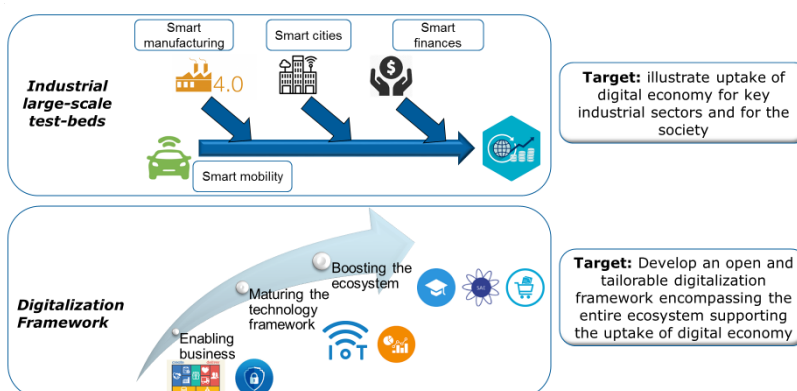 Smart
manufacturing
Smart cities
Smart
finances
Industrial
large-scale
test-beds
4.0
Smart mobility
Target: illustrate uptake of
digital economy for key
industrial sectors and for the
society
Digitalization
Framework
Boosting the
ecosystem
Maturing the
technology
framework
Enabling
business
IoT
SAE
Target: Develop an open and
tailorable digitalization
framework encompassing the
entire ecosystem supporting
the uptake of digital economy